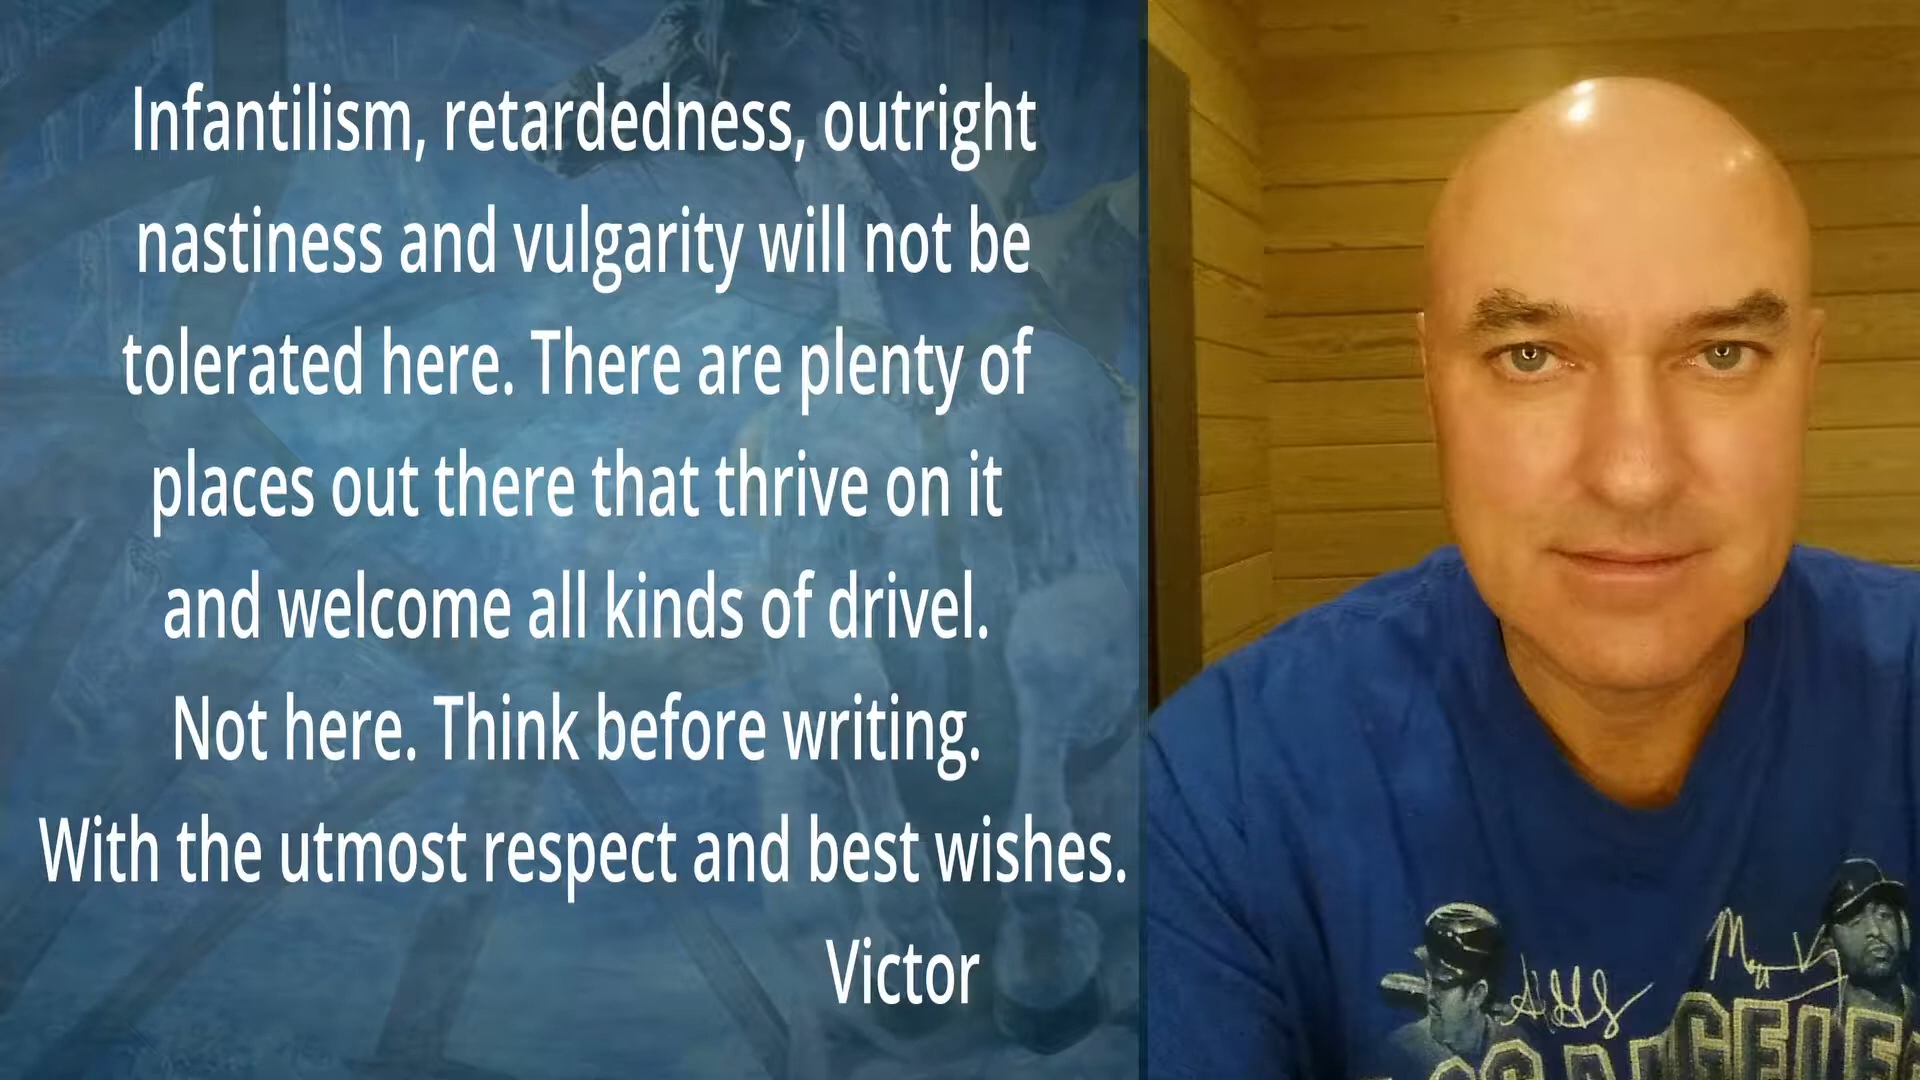 Infantilism, retardedness, outright
nastiness and vulgarity will not be
tolerated here. There are plenty of
places out there that thrive on it
and welcome all kinds of drivel.
Not here. Think before writing.
With the utmost respect and best wishes.
Victor